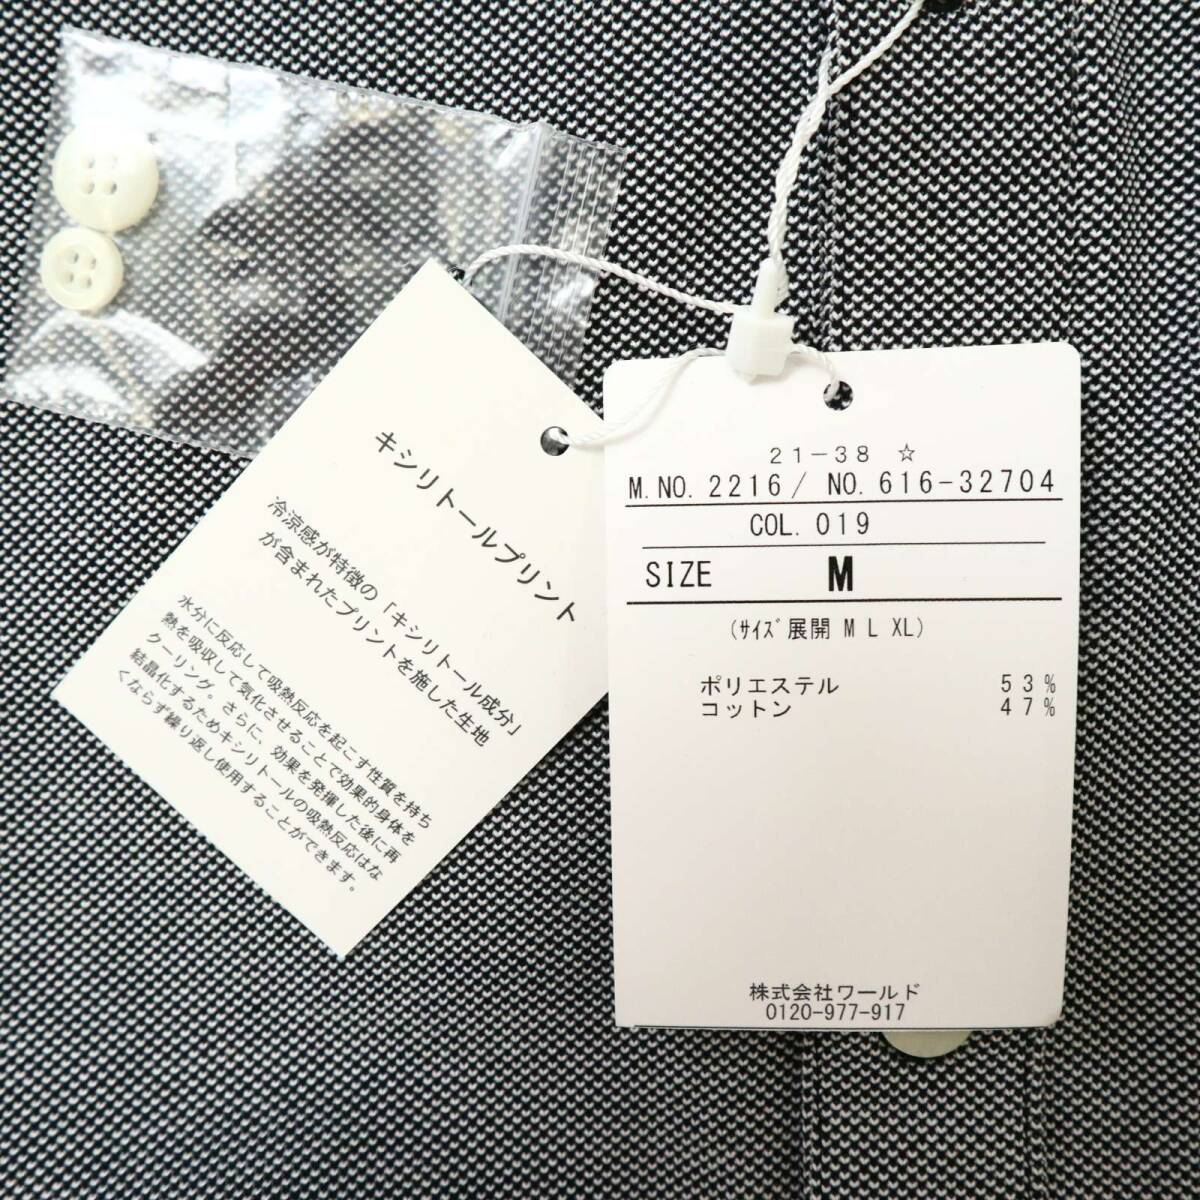 キシリトールプリント
冷涼感が特徴の「キシリトール成分」
が含まれたプリントを施した生地
水分に反応して吸熱反応を起こす性質を持ち
熱を吸収して気化させることで効果的身体を
クーリング。さらに、効果を発揮した後に再
結晶化するためキシリトールの吸熱反応はな
くならず繰り返し使用することができます。
21-38 ☆
M.NO. 2216/ NO. 616-32704
COL. 019
SIZE M
(ｻｲｽﾞ展開 M L XL)
ポリエステル 53%
コットン 47%
株式会社ワールド
0120-977-917